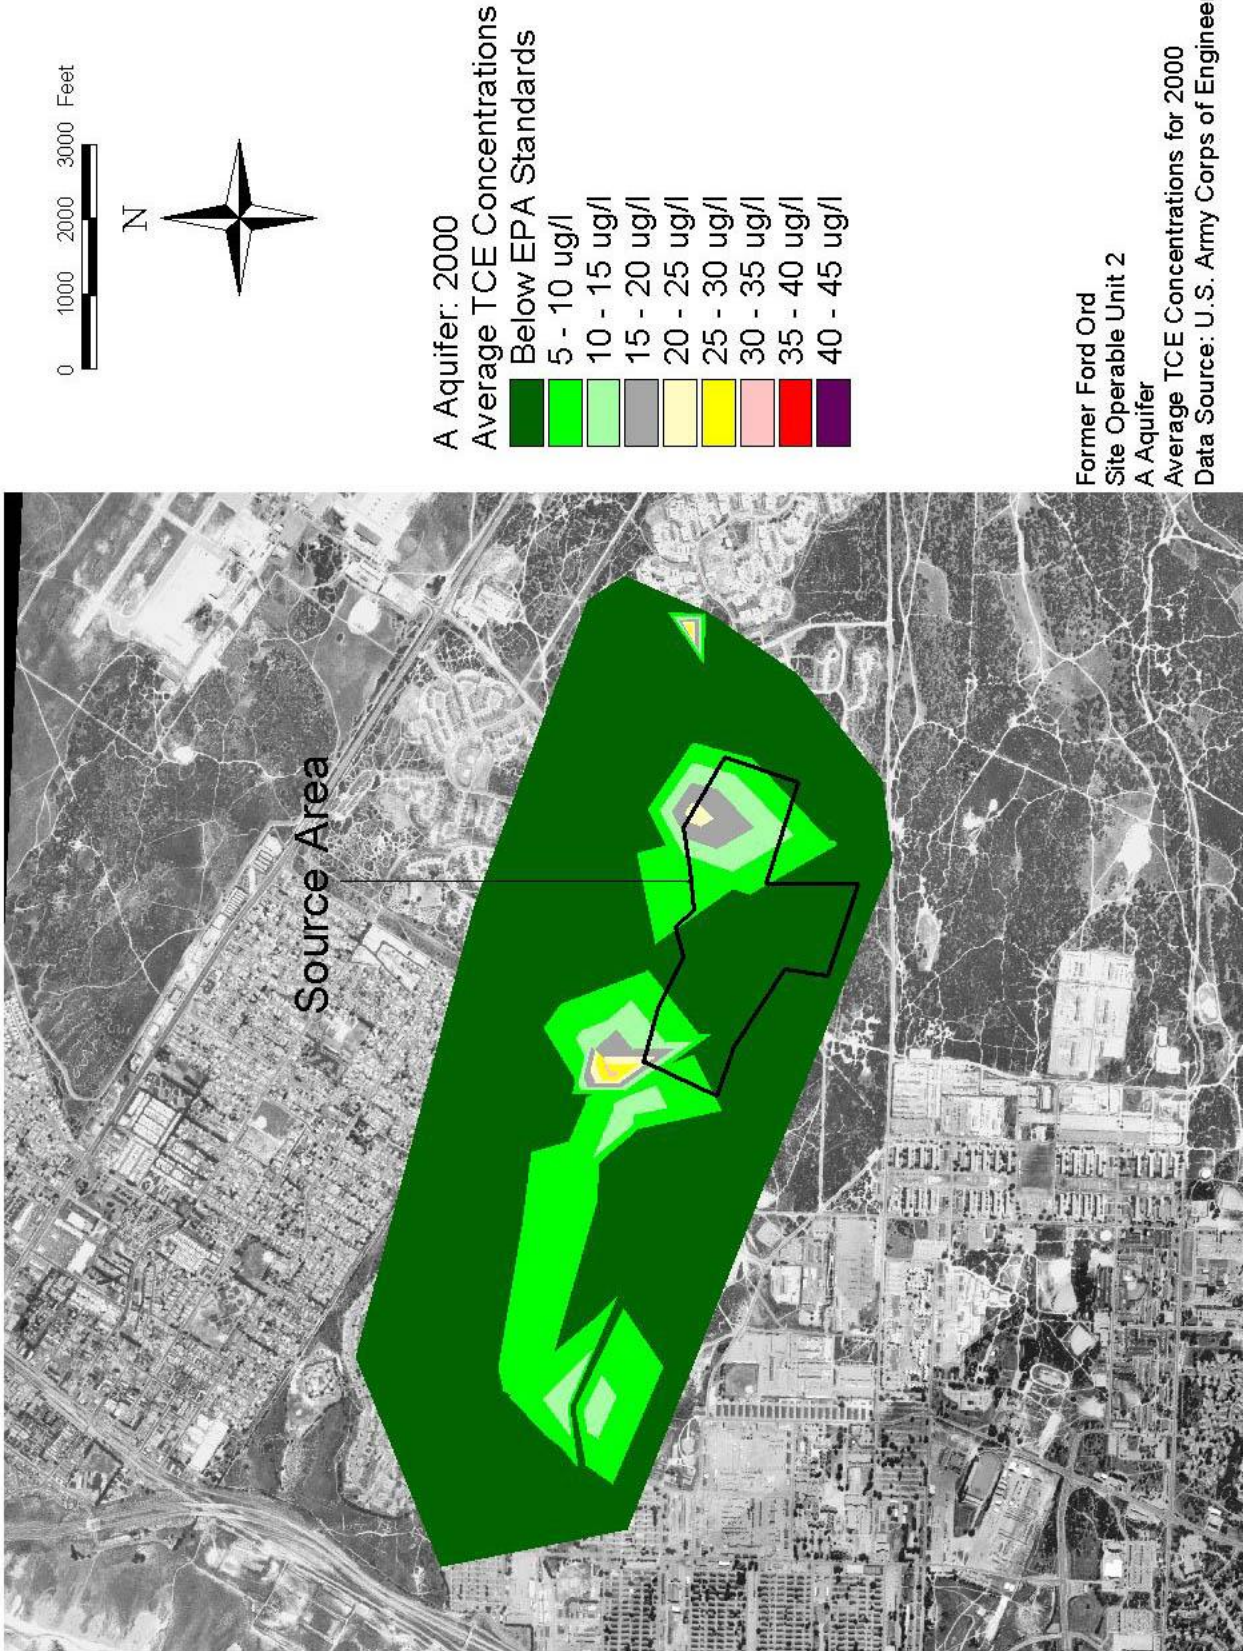 0 1000 2000 3000 Feet
N
A Aquifer: 2000
Average TCE Concentrations
Below EPA Standards
5 - 10 ug/l
10 - 15 ug/l
15 - 20 ug/l
20 - 25 ug/l
25 - 30 ug/l
30 - 35 ug/l
35 - 40 ug/l
40 - 45 ug/l
Source Area
Former Ford Ord
Site Operable Unit 2
A Aquifer
Average TCE Concentrations for 2000
Data Source: U.S. Army Corps of Enginee